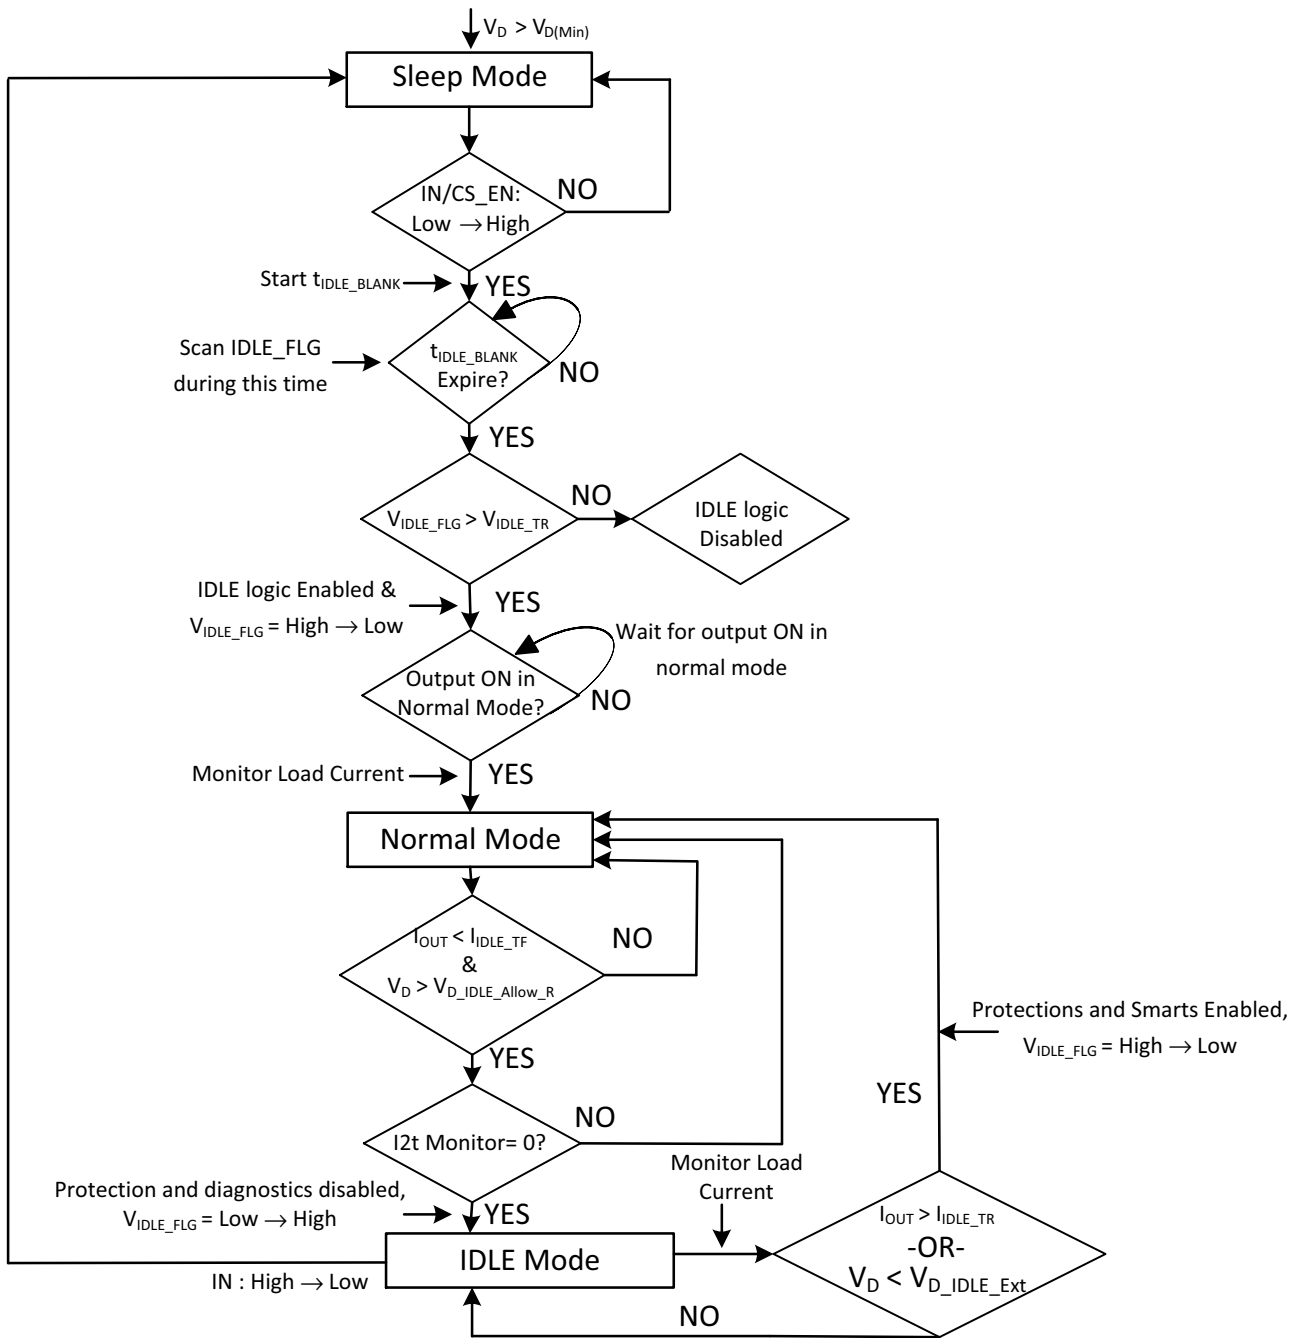 V_D > V_D(Min)
Sleep Mode
IN/CS_EN:
Low → High
NO
Start t_IDLE_BLANK
YES
Scan IDLE_FLG
during this time
t_IDLE_BLANK
Expire?
NO
YES
V_IDLE_FLG > V_IDLE_TR
NO
IDLE logic
Disabled
IDLE logic Enabled &
V_IDLE_FLG = High → Low
YES
Wait for output ON in
normal mode
Output ON in
Normal Mode?
NO
Monitor Load Current
YES
Normal Mode
I_OUT < I_IDLE_TF
&
V_D > V_D_IDLE_Allow_R
NO
Protections and Smarts Enabled,
V_IDLE_FLG = High → Low
YES
YES
I2t Monitor= 0?
NO
Monitor Load
Current
Protection and diagnostics disabled,
V_IDLE_FLG = Low → High
YES
IDLE Mode
IN : High → Low
I_OUT > I_IDLE_TR
-OR-
V_D < V_D_IDLE_Ext
NO